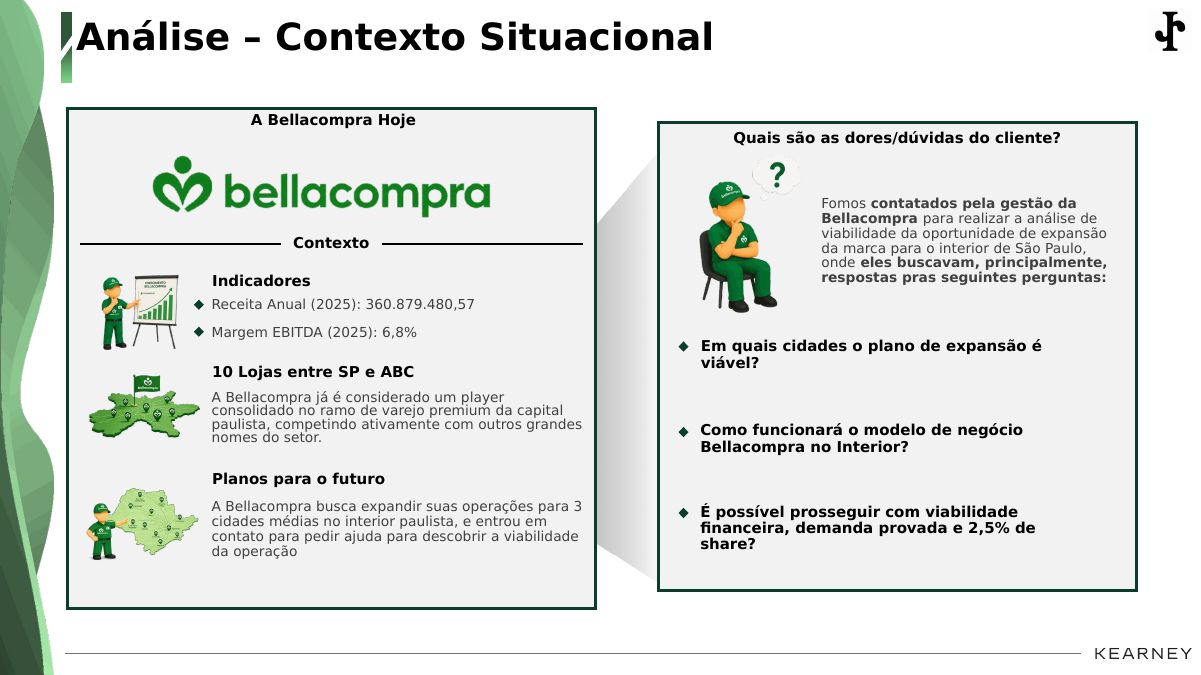 Análise – Contexto Situacional
A Bellacompra Hoje
bellacompra
Contexto
Indicadores
Receita Anual (2025): 360.879.480,57
Margem EBITDA (2025): 6,8%
10 Lojas entre SP e ABC
A Bellacompra já é considerado um player
consolidado no ramo de varejo premium da capital
paulista, competindo ativamente com outros grandes
nomes do setor.
Planos para o futuro
A Bellacompra busca expandir suas operações para 3
cidades médias no interior paulista, e entrou em
contato para pedir ajuda para descobrir a viabilidade
da operação
Quais são as dores/dúvidas do cliente?
?
Fomos contatados pela gestão da
Bellacompra para realizar a análise de
viabilidade da oportunidade de expansão
da marca para o interior de São Paulo,
onde eles buscavam, principalmente,
respostas pras seguintes perguntas:
Em quais cidades o plano de expansão é
viável?
Como funcionará o modelo de negócio
Bellacompra no Interior?
É possível prosseguir com viabilidade
financeira, demanda provada e 2,5% de
share?
KEARNEY